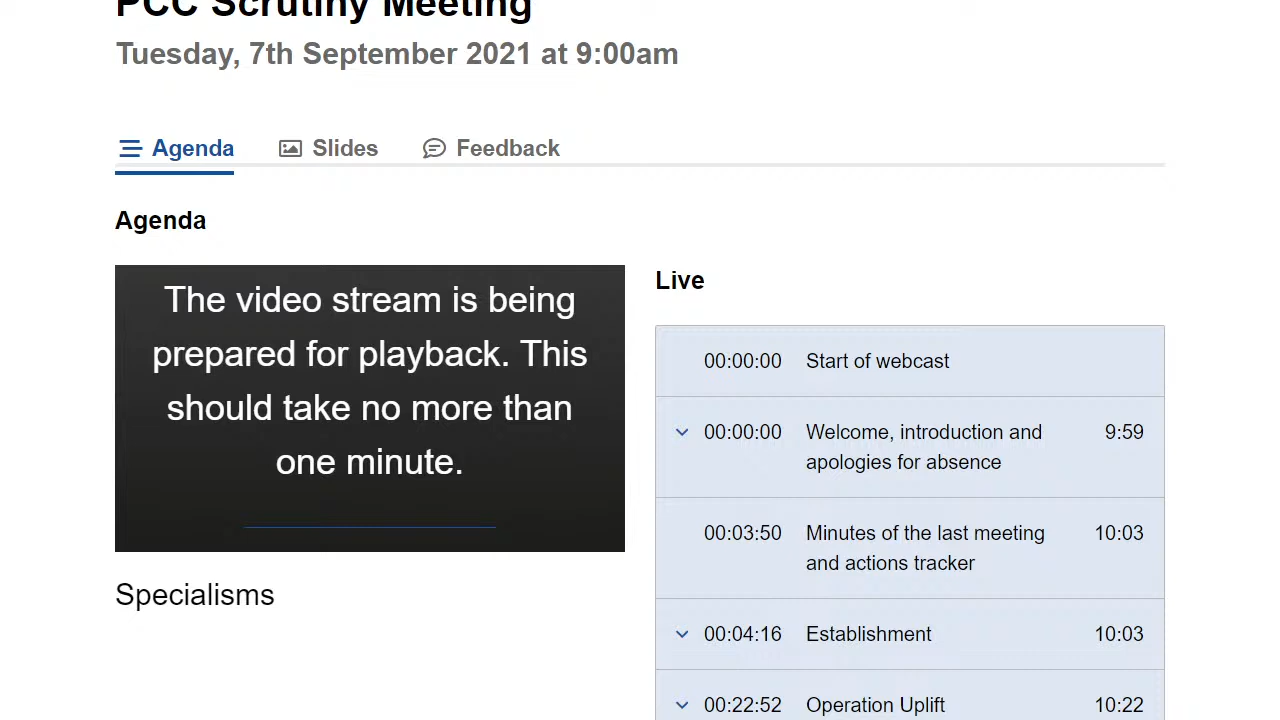 PCC Scrutiny Meeting
Tuesday, 7th September 2021 at 9:00am
Agenda
Slides
Feedback
Agenda
The video stream is being
prepared for playback. This
should take no more than
one minute.
Specialisms
Live
00:00:00 Start of webcast
00:00:00 Welcome, introduction and 9:59
apologies for absence
00:03:50 Minutes of the last meeting 10:03
and actions tracker
00:04:16 Establishment 10:03
00:22:52 Operation Uplift 10:22